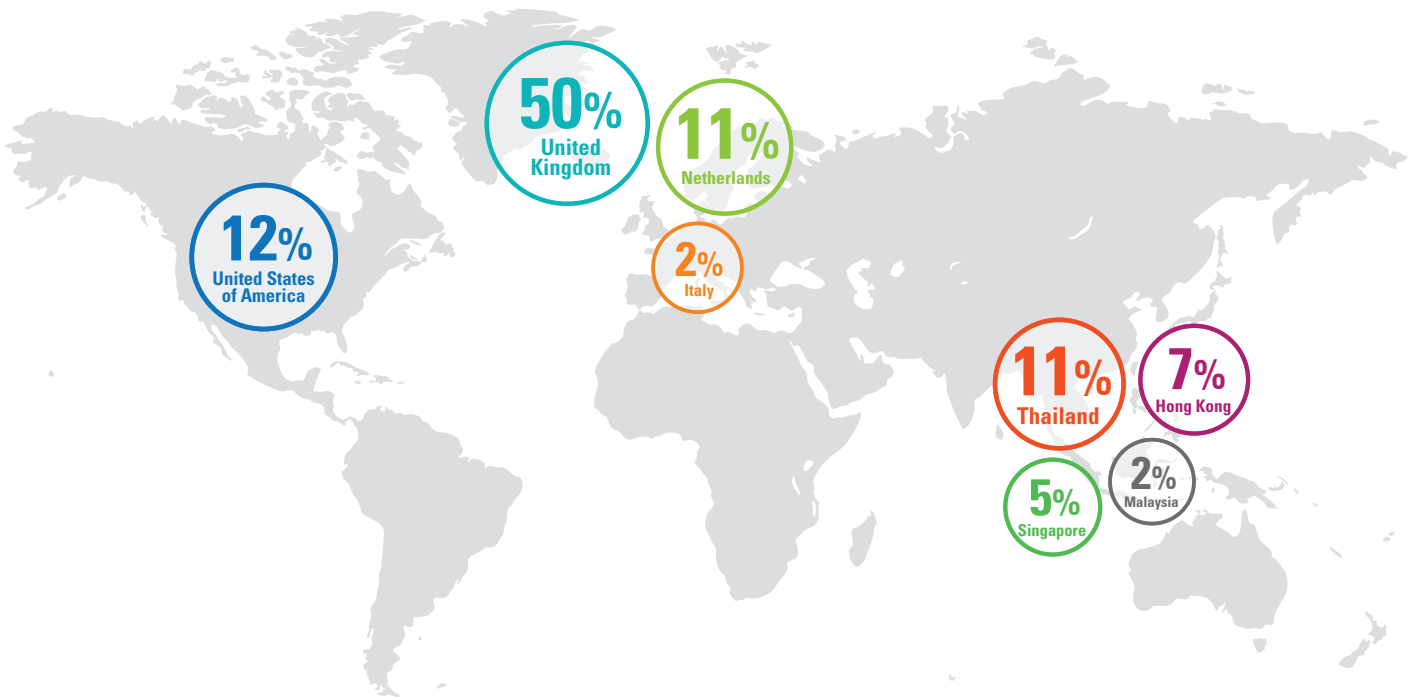 50%
United
Kingdom
11%
Netherlands
12%
United States
of America
2%
Italy
11%
Thailand
7%
Hong Kong
5%
Singapore
2%
Malaysia